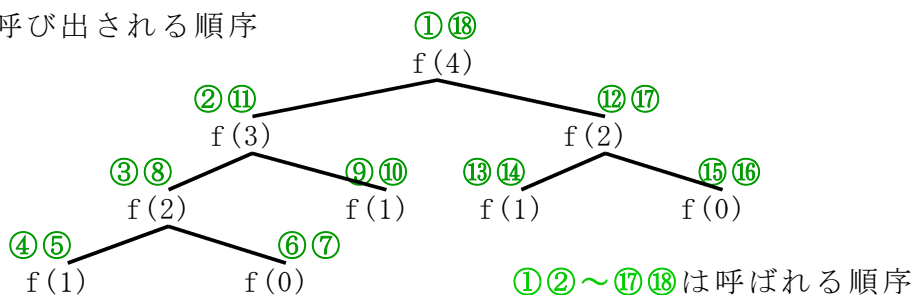 呼び出される順序
①⑱
f(4)
②⑪ ⑫⑰
f(3) f(2)
③⑧ ⑨⑩ ⑬⑭ ⑮⑯
f(2) f(1) f(1) f(0)
④⑤ ⑥⑦
f(1) f(0)
①②～⑰⑱は呼ばれる順序